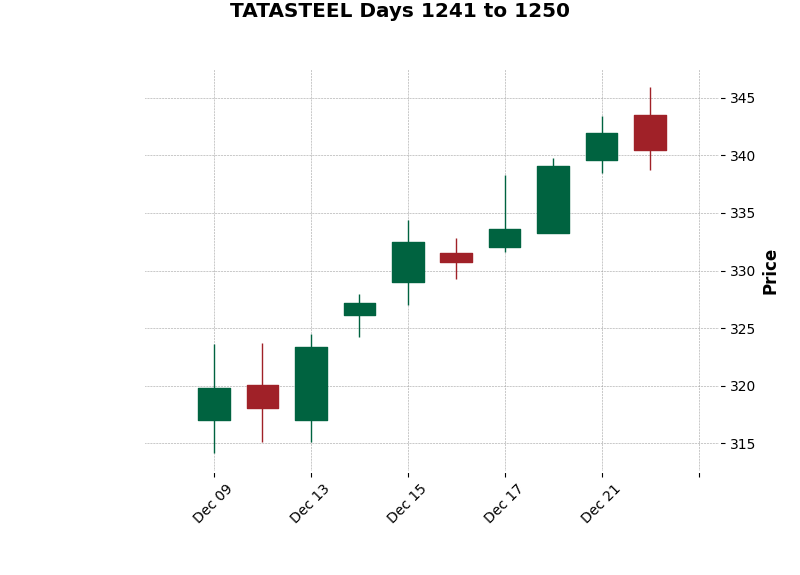 TATASTEEL Days 1241 to 1250
345
340
335
330
325
320
315
Price
Dec 09
Dec 13
Dec 15
Dec 17
Dec 21